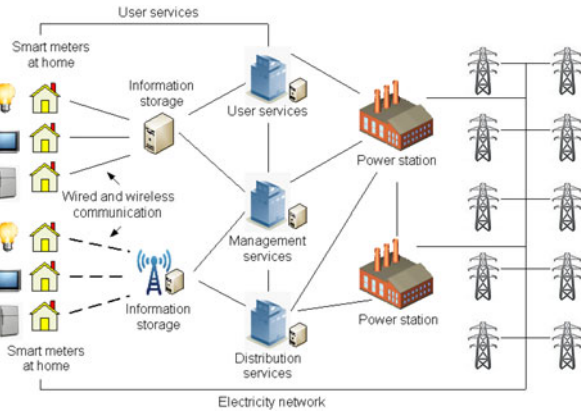 User services
Smart meters
at home
Information
storage
User services
Power station
Wired and wireless
communication
Management
services
Information
storage
Power station
Smart meters
at home
Distribution
services
Electricity network